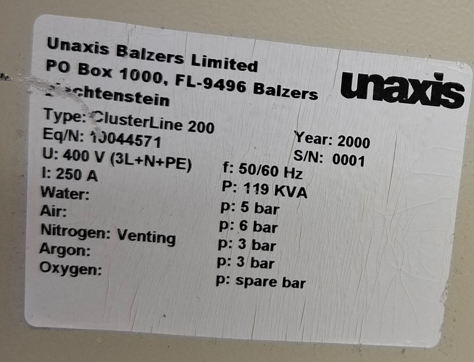 Unaxis Balzers Limited
PO Box 1000, FL-9496 Balzers
unaxis
Type: ClusterLine 200
Year: 2000
Eq/N: 10044571
S/N: 0001
U: 400 V (3L+N+PE)
f: 50/60 Hz
I: 250 A
P: 119 KVA
Water:
p: 5 bar
Air:
p: 6 bar
Nitrogen: Venting
p: 3 bar
Argon:
p: 3 bar
Oxygen:
p: spare bar